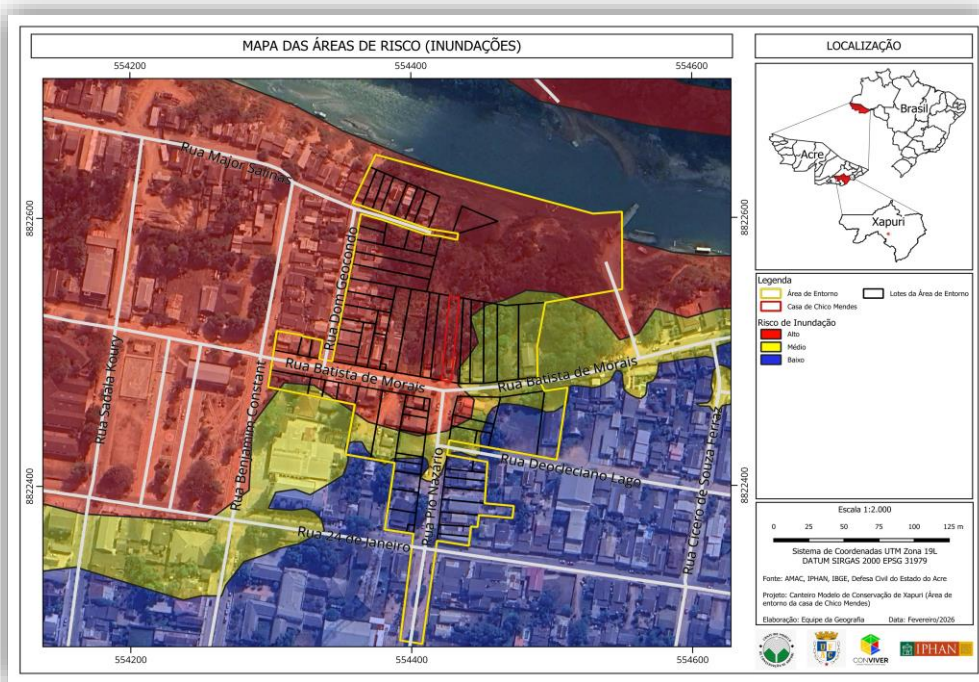 MAPA DAS ÁREAS DE RISCO (INUNDAÇÕES)
554200
554400
554600
8822600
8822400
8822600
8822400
Rua Major Salinas
Rua Dom Geocondo
Rua Batista de Morais
Rua Batista de Morais
Rua Sadala Koury
Rua Benjamim Constant
Rua Deocleciano Lago
Rua Pio Nazário
Rua Cícero de Souza Ferraz
Rua 24 de Janeiro
554200
554400
554600
LOCALIZAÇÃO
Brasil
Acre
Xapuri
Legenda
Área de Entorno
Lotes da Área de Entorno
Casa de Chico Mendes
Risco de Inundação
Alto
Médio
Baixo
Escala 1:2.000
0 25 50 75 100 125 m
Sistema de Coordenadas UTM Zona 19L
DATUM SIRGAS 2000 EPSG 31979
Fonte: AMAC, IPHAN, IBGE, Defesa Civil do Estado do Acre
Projeto: Canteiro Modelo de Conservação de Xapuri (Área de
entorno da casa de Chico Mendes)
Elaboração: Equipe da Geografia Data: Fevereiro/2026
UFAC
CONVIVER
IPHAN